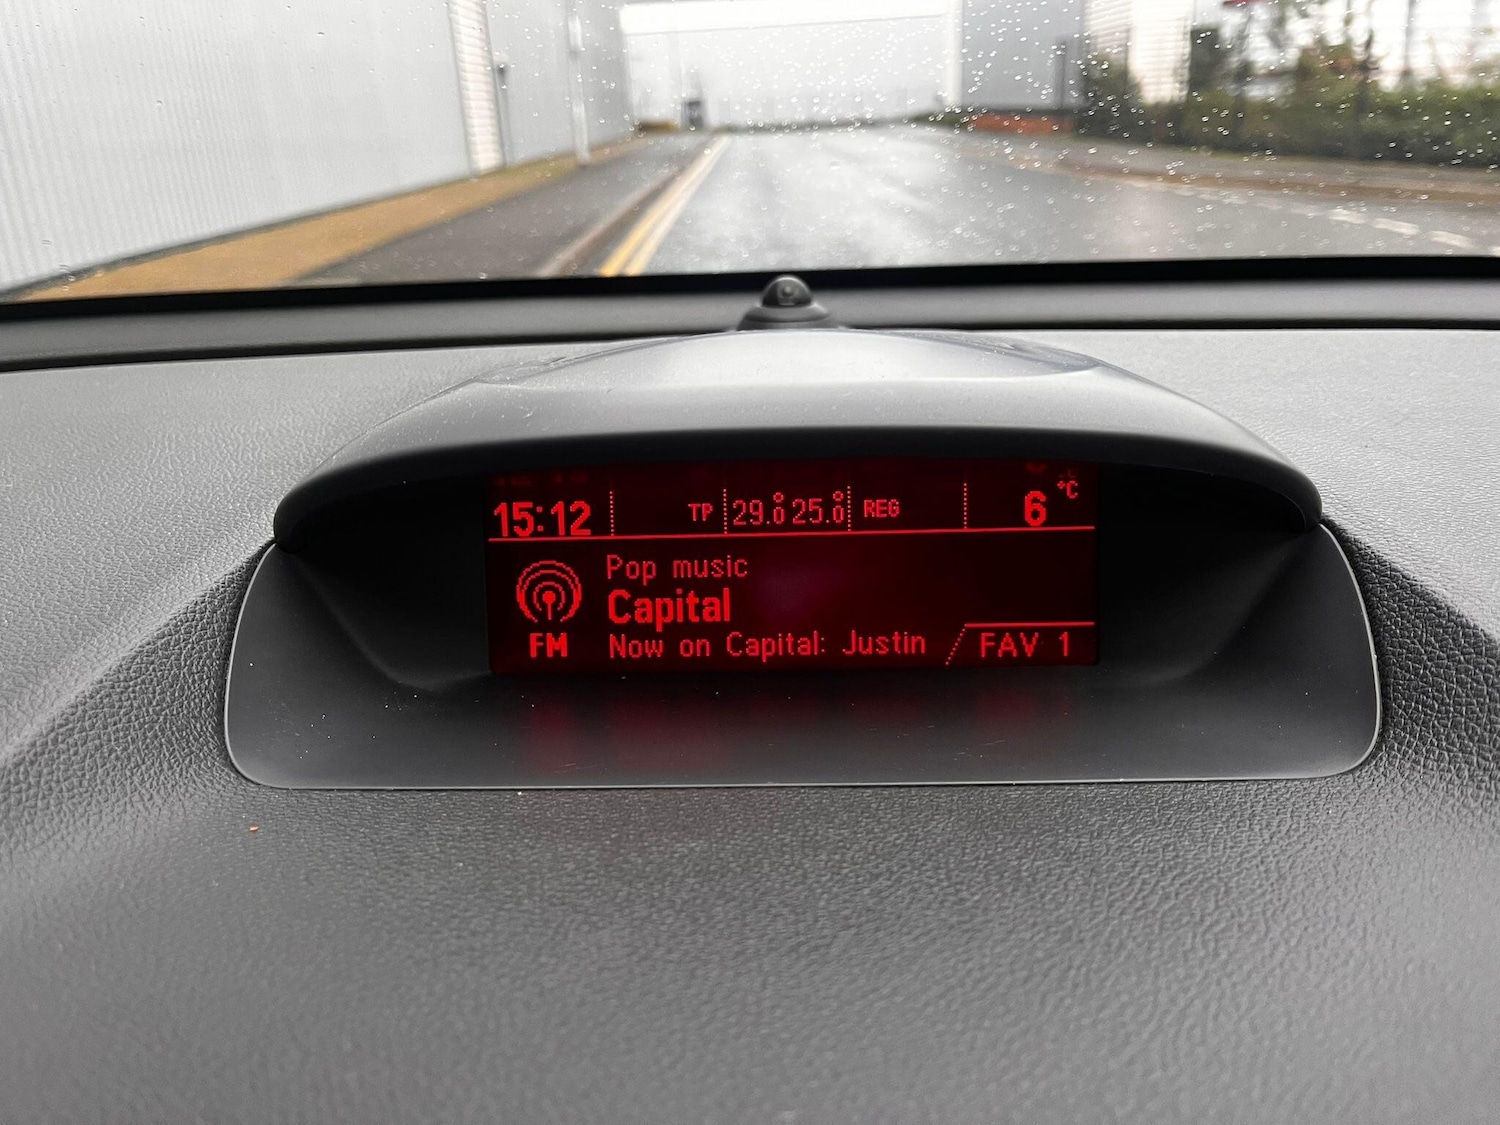 15:12 TP 29.0 25.0 REG 6 °C
Pop music
Capital
FM Now on Capital: Justin FAV 1